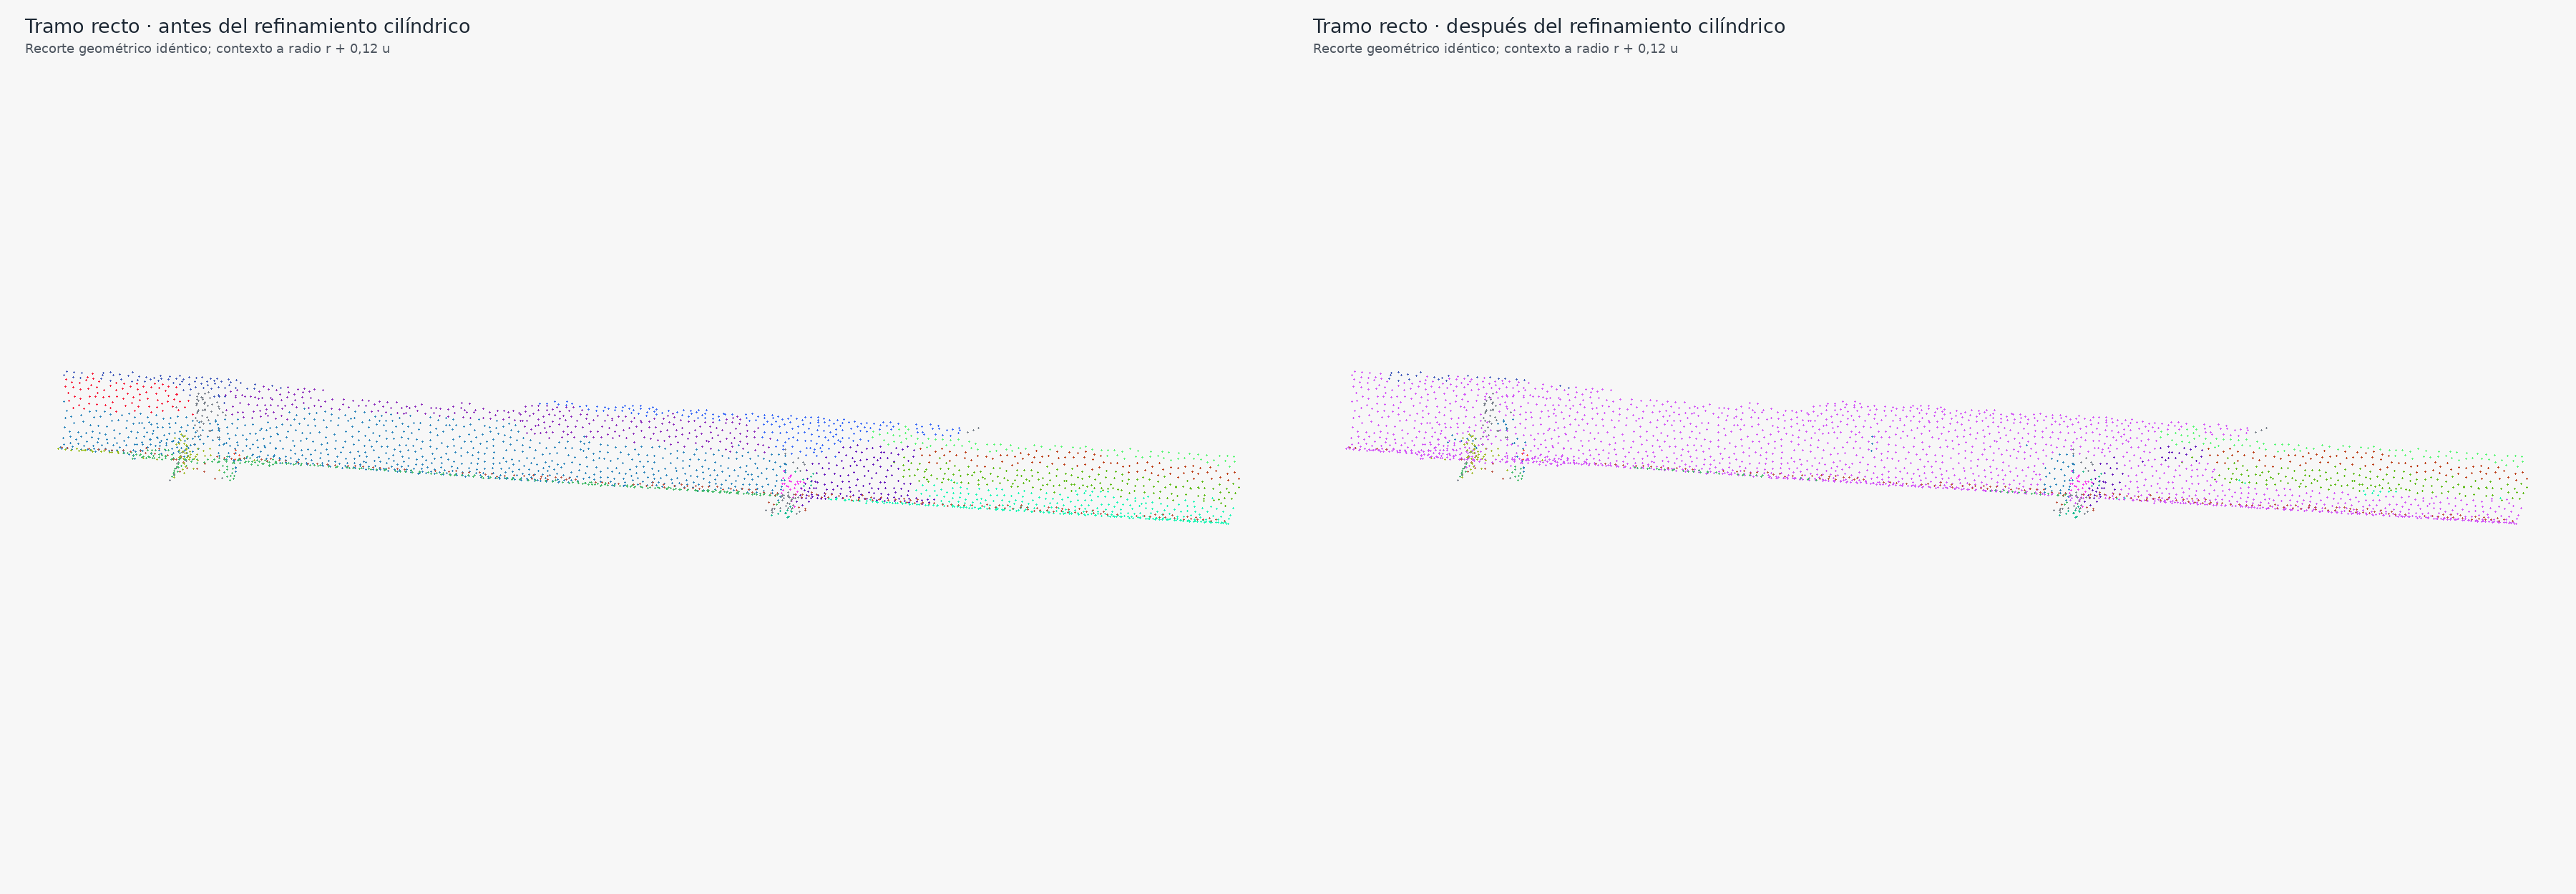 Tramo recto · antes del refinamiento cilíndrico
Recorte geométrico idéntico; contexto a radio r + 0,12 u
Tramo recto · después del refinamiento cilíndrico
Recorte geométrico idéntico; contexto a radio r + 0,12 u